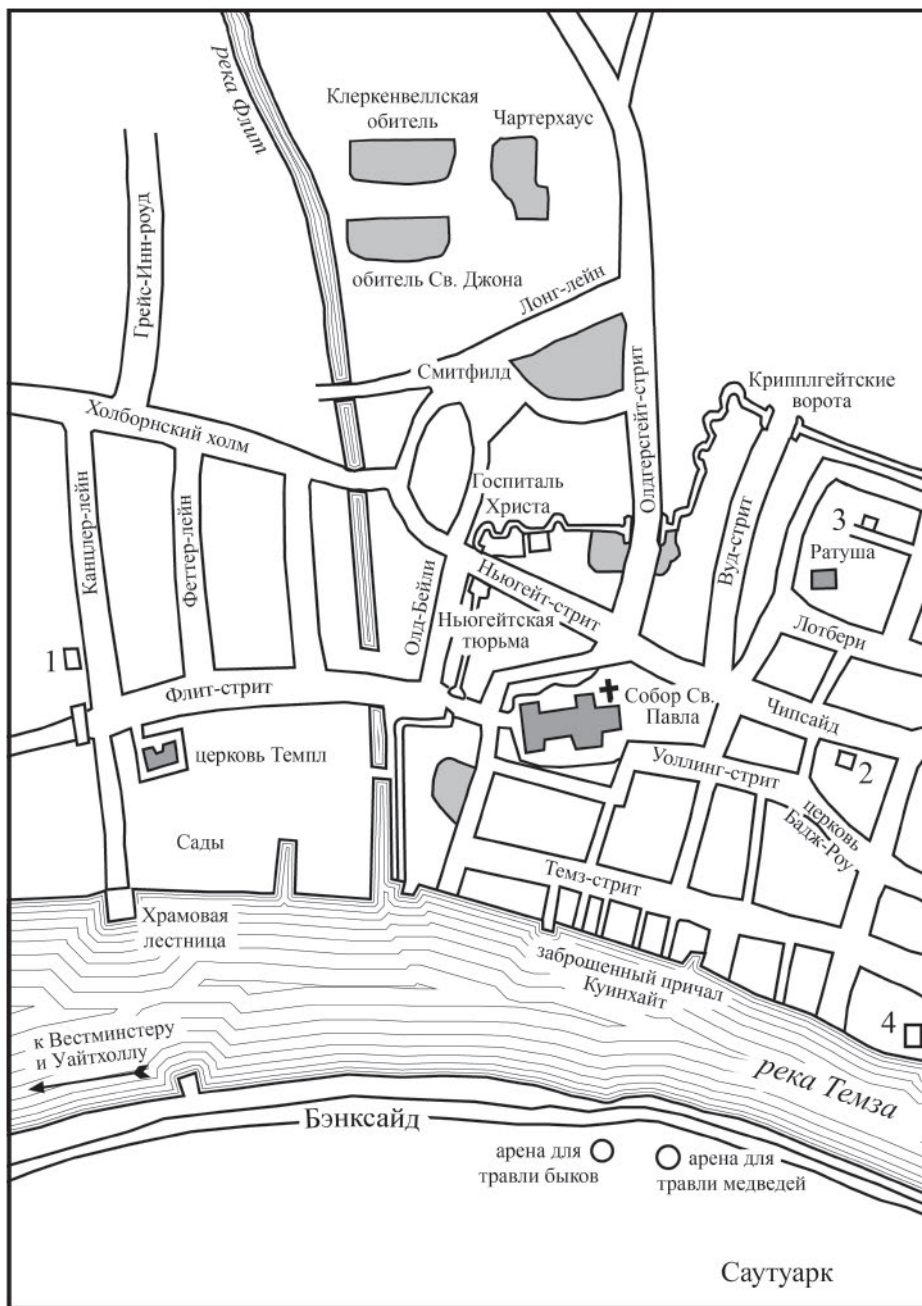 река Флит
Клеркенвеллская
обитель
Чартерхаус
Грейс-Инн-роуд
обитель Св. Джона
Лонг-лейн
Смитфилд
Холборнский холм
Криппlгейтские
ворота
Олдгерсгейт-стрит
Госпиталь
Христа
Канцлер-лейн
Феттер-лейн
Вуд-стрит
3
Ратуша
Олд-Бейли
Ньюгейт-стрит
Ньюгейтская
тюрьма
Лотбери
1
Флит-стрит
Собор Св.
Павла
Чипсайд
церковь Темпл
Уоллинг-стрит
2
церковь
Бадж-Роу
Сады
Темз-стрит
Храмовая
лестница
заброшенный причал
Куинхайт
4
к Вестминстеру
и Уайтхоллу
река Темза
Бэнксайд
арена для
травли быков
арена для
травли медведей
Саутуарк